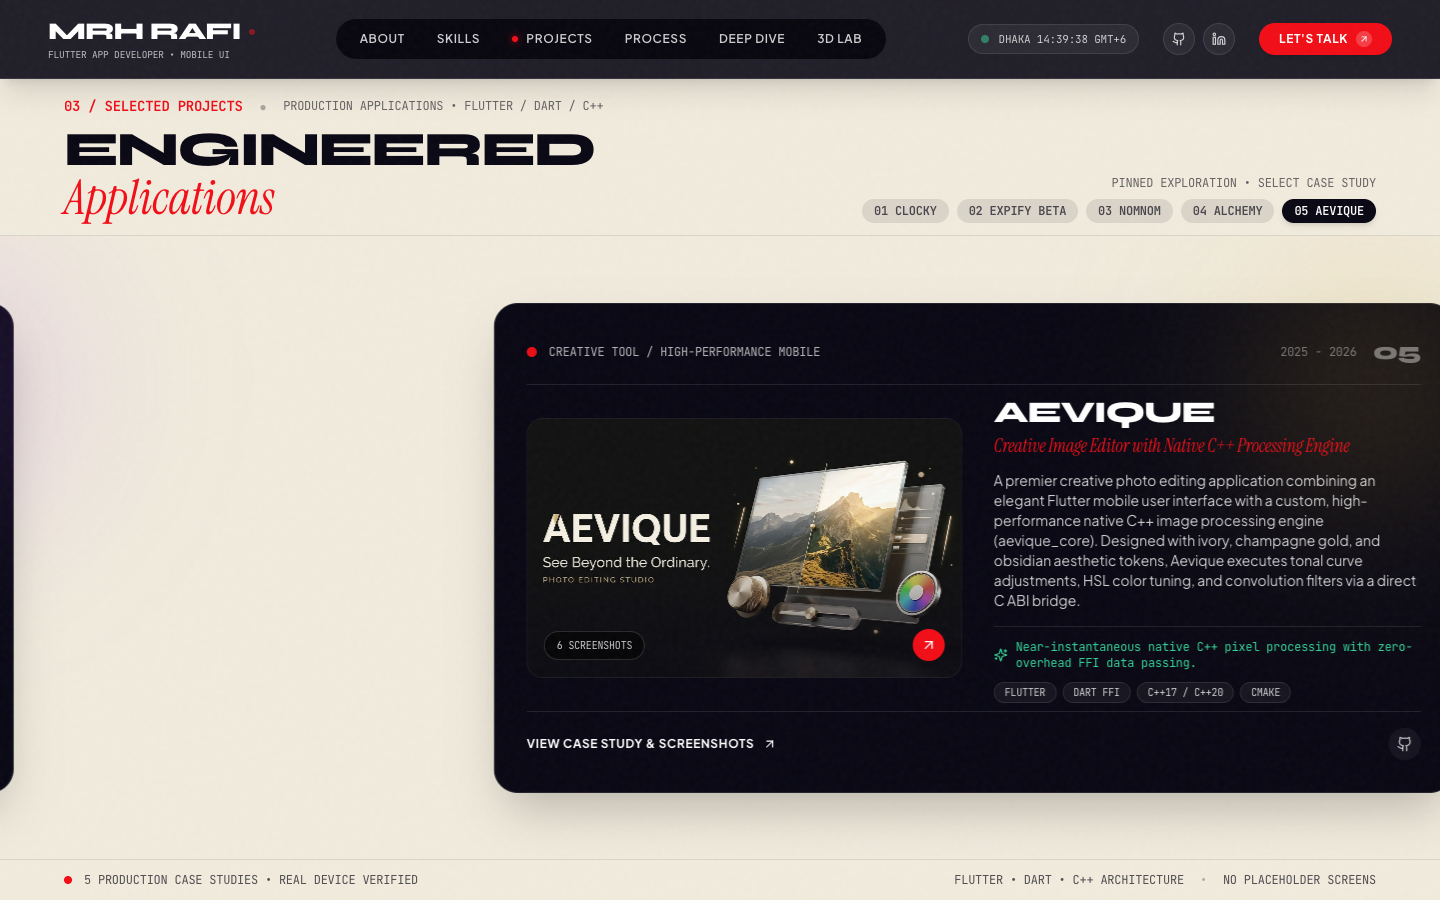 MRH RAFI
FLUTTER APP DEVELOPER • MOBILE UI
ABOUT
SKILLS
PROJECTS
PROCESS
DEEP DIVE
3D LAB
DHAKA 14:39:38 GMT+6
LET'S TALK
03 / SELECTED PROJECTS
PRODUCTION APPLICATIONS • FLUTTER / DART / C++
ENGINEERED
Applications
PINNED EXPLORATION • SELECT CASE STUDY
01 CLOCKY
02 EXPIFY BETA
03 NOMNOM
04 ALCHEMY
05 AEVIQUE
CREATIVE TOOL / HIGH-PERFORMANCE MOBILE
2025 - 2026
05
AEVIQUE
See Beyond the Ordinary.
PHOTO EDITING STUDIO
6 SCREENSHOTS
AEVIQUE
Creative Image Editor with Native C++ Processing Engine
A premier creative photo editing application combining an
elegant Flutter mobile user interface with a custom, high-
performance native C++ image processing engine
(aevique_core). Designed with ivory, champagne gold, and
obsidian aesthetic tokens, Aevique executes tonal curve
adjustments, HSL color tuning, and convolution filters via a direct
C ABI bridge.
Near-instantaneous native C++ pixel processing with zero-
overhead FFI data passing.
FLUTTER
DART FFI
C++17 / C++20
CMAKE
VIEW CASE STUDY & SCREENSHOTS
5 PRODUCTION CASE STUDIES • REAL DEVICE VERIFIED
FLUTTER • DART • C++ ARCHITECTURE • NO PLACEHOLDER SCREENS